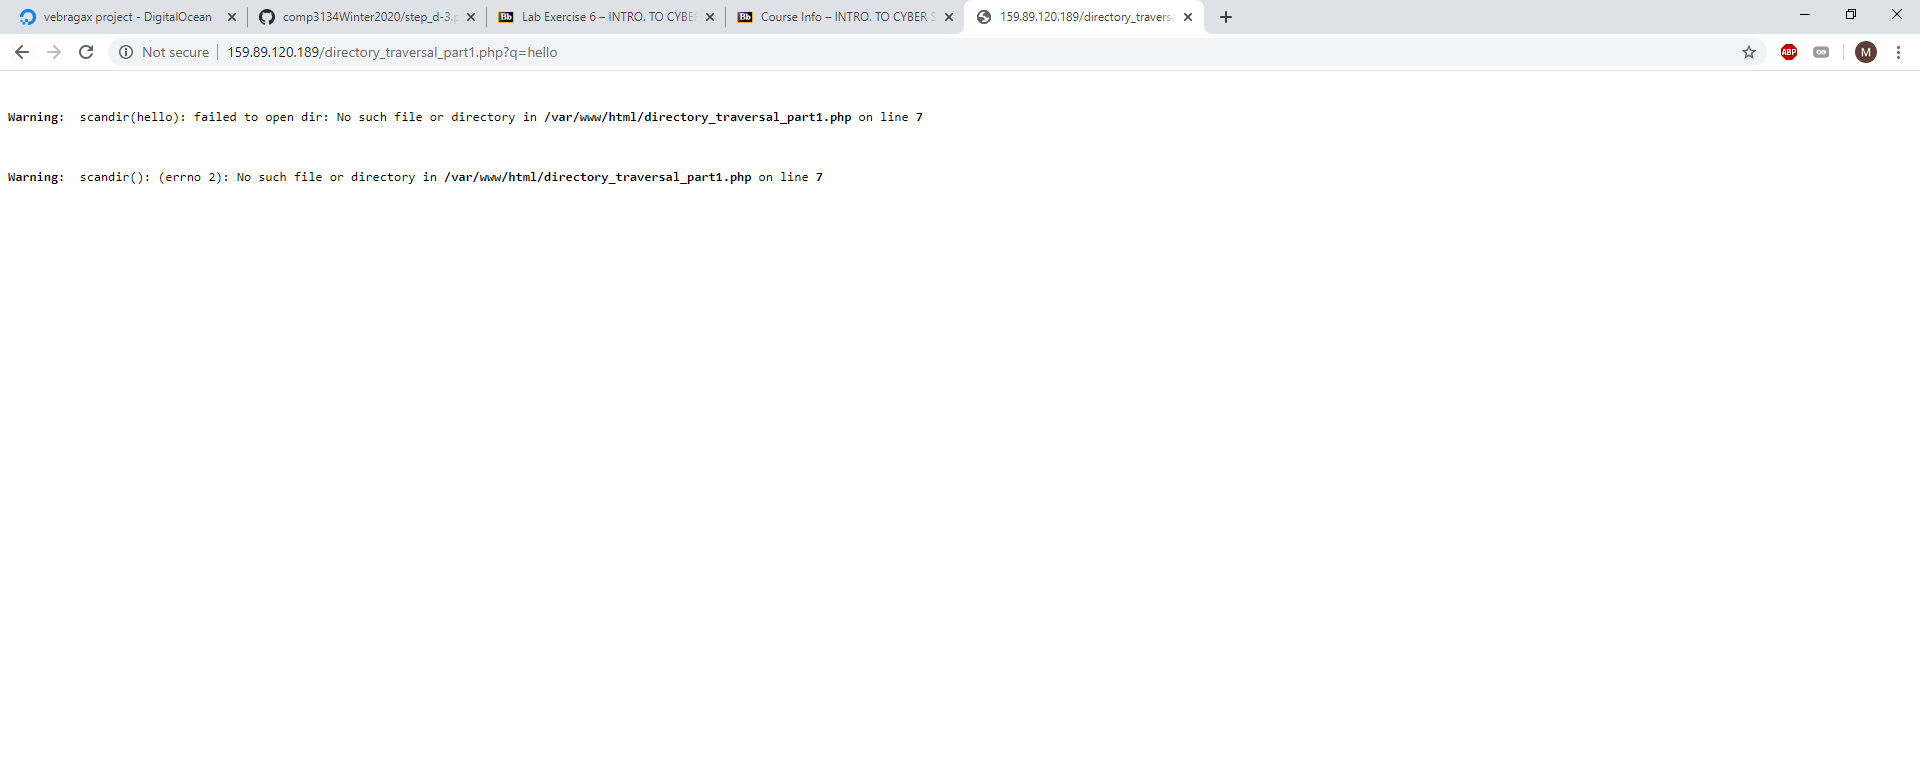 vebragax project - DigitalOcean
comp3134Winter2020/step_d-3.p
Bb Lab Exercise 6 – INTRO. TO CYBE
Bb Course Info – INTRO. TO CYBER S
159.89.120.189/directory_travers
Not secure 159.89.120.189/directory_traversal_part1.php?q=hello
ABP
M
Warning: scandir(hello): failed to open dir: No such file or directory in /var/www/html/directory_traversal_part1.php on line 7
Warning: scandir(): (errno 2): No such file or directory in /var/www/html/directory_traversal_part1.php on line 7